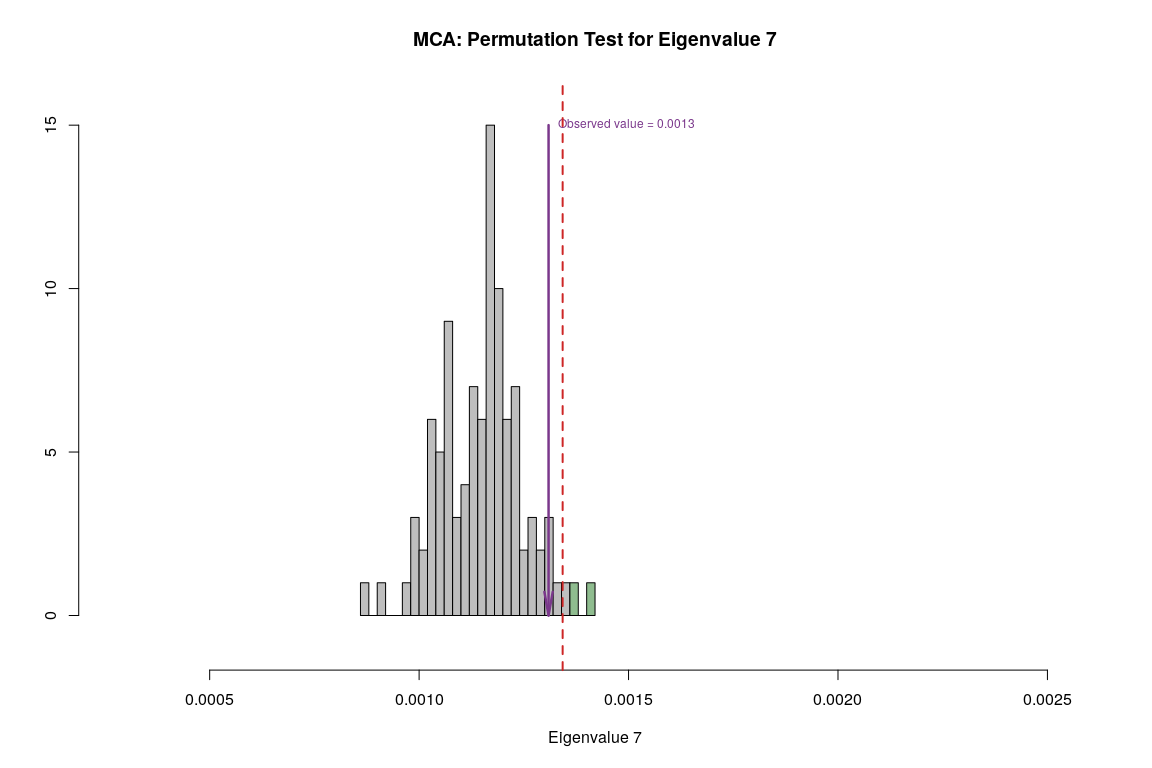 MCA: Permutation Test for Eigenvalue 7
Observed value = 0.0013
15
10
5
0
0.0005 0.0010 0.0015 0.0020 0.0025
Eigenvalue 7